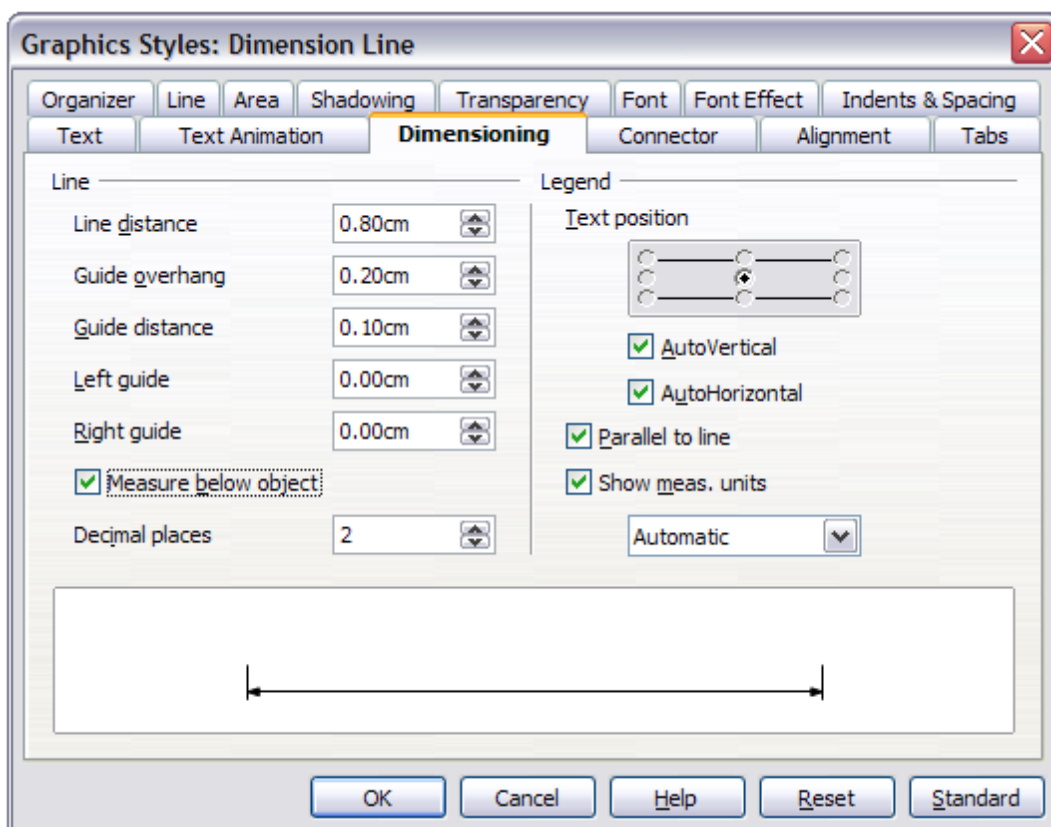 Graphics Styles: Dimension Line
Organizer Line Area Shadowing Transparency Font Font Effect Indents & Spacing
Text Text Animation Dimensioning Connector Alignment Tabs
Line
Line distance 0.80cm
Guide overhang 0.20cm
Guide distance 0.10cm
Left guide 0.00cm
Right guide 0.00cm
Measure below object
Decimal places 2
Legend
Text position
AutoVertical
AutoHorizontal
Parallel to line
Show meas. units
Automatic
OK Cancel Help Reset Standard